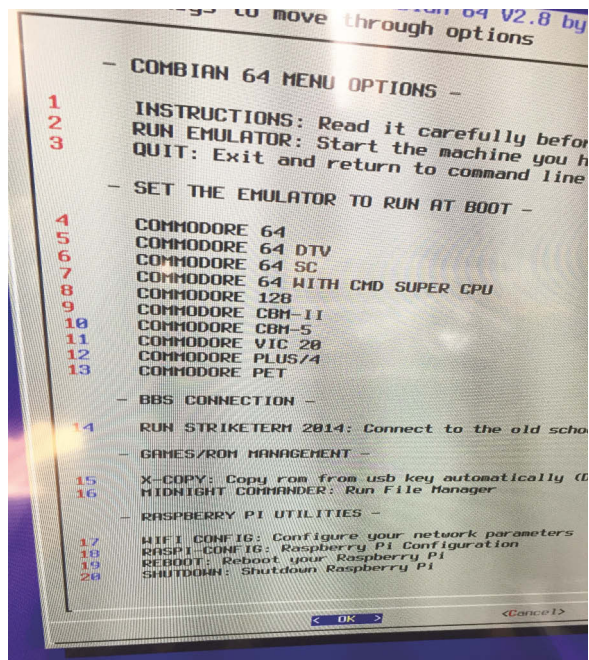 64 V2.8 by
to move through options
- COMBIAN 64 MENU OPTIONS -
1 INSTRUCTIONS: Read it carefully befor
2 RUN EMULATOR: Start the machine you h
3 QUIT: Exit and return to command line
- SET THE EMULATOR TO RUN AT BOOT -
4 COMMODORE 64
5 COMMODORE 64 DTV
6 COMMODORE 64 SC
7 COMMODORE 64 WITH CMD SUPER CPU
8 COMMODORE 128
9 COMMODORE CBM-II
10 COMMODORE CBM-5
11 COMMODORE VIC 20
12 COMMODORE PLUS/4
13 COMMODORE PET
- BBS CONNECTION -
14 RUN STRIKETERM 2014: Connect to the old scho
- GAMES/ROM MANAGEMENT -
15 X-COPY: Copy rom from usb key automatically (D
16 MIDNIGHT COMMANDER: Run File Manager
- RASPBERRY PI UTILITIES -
17 WIFI CONFIG: Configure your network parameters
18 RASPI-CONFIG: Raspberry Pi Configuration
19 REBOOT: Reboot your Raspberry Pi
20 SHUTDOWN: Shutdown Raspberry Pi
< OK > <Cancel>